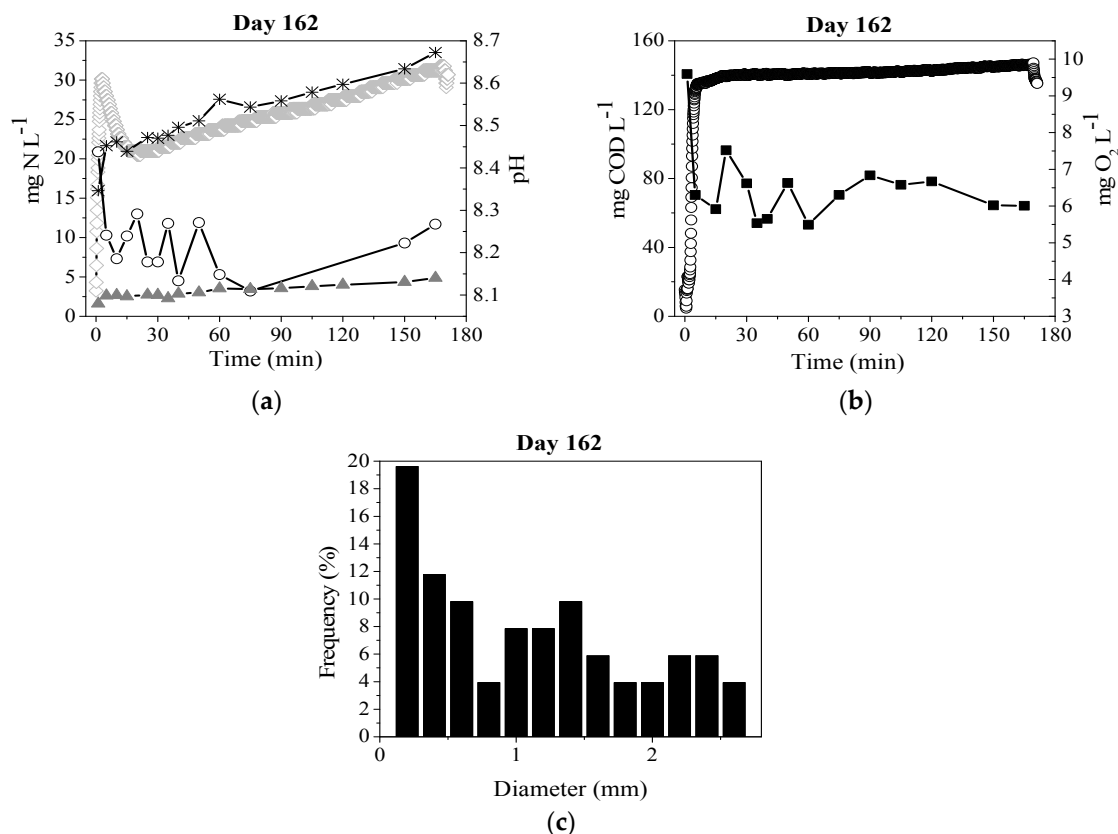 Day 162
35
30
25
20
15
10
5
0
mg N L⁻¹
8.7
8.6
8.5
8.4
8.3
8.2
8.1
pH
0 30 60 90 120 150 180
Time (min)
(a)
Day 162
160
140
120
100
80
60
40
20
0
mg COD L⁻¹
10
9
8
7
6
5
4
3
mg O₂ L⁻¹
0 30 60 90 120 150 180
Time (min)
(b)
Day 162
20
18
16
14
12
10
8
6
4
2
0
Frequency (%)
0 1 2
Diameter (mm)
(c)